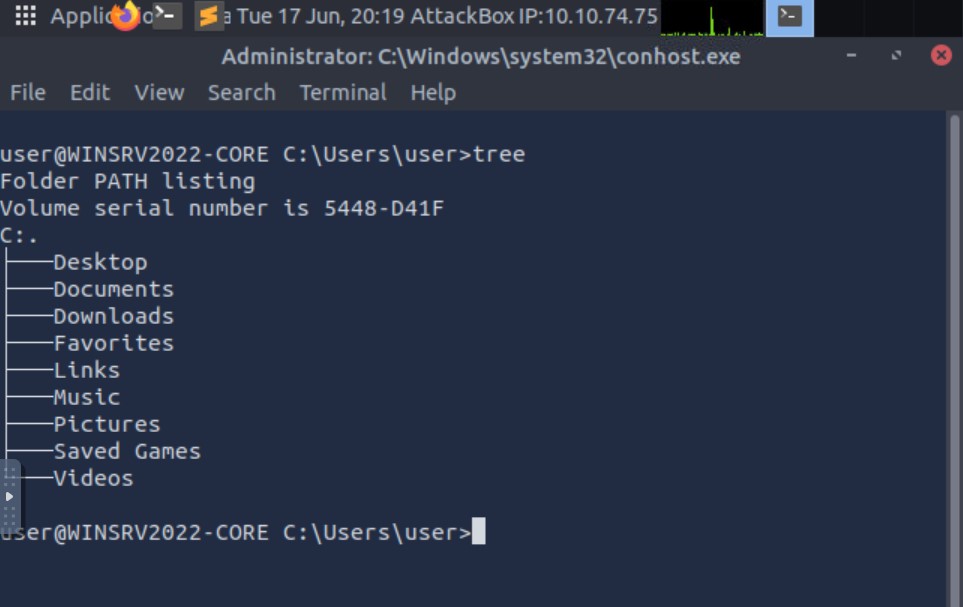 Tue 17 Jun, 20:19 AttackBox IP:10.10.74.75
Administrator: C:\Windows\system32\conhost.exe
File Edit View Search Terminal Help
user@WINSRV2022-CORE C:\Users\user>tree
Folder PATH listing
Volume serial number is 5448-D41F
C:.
├───Desktop
├───Documents
├───Downloads
├───Favorites
├───Links
├───Music
├───Pictures
├───Saved Games
└───Videos
user@WINSRV2022-CORE C:\Users\user>